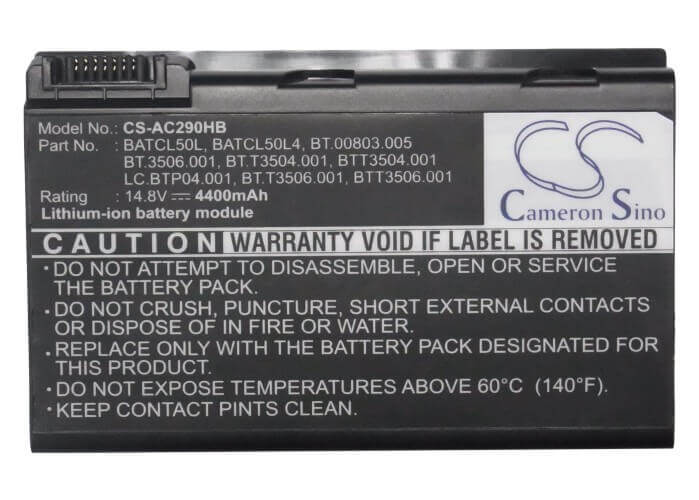 Model No.: CS-AC290HB
Parts No.: BATCL50L, BATCL50L4, BT.00803.005
BT.3506.001, BT.T3504.001, BTT3504.001
LC.BTP04.001, BT.T3506.001, BTT3506.001
Rating : 14.8V 4400mAh
Lithium-ion battery module
CS
Cameron Sino
CAUTION WARRANTY VOID IF LABEL IS REMOVED
• DO NOT ATTEMPT TO DISASSEMBLE, OPEN OR SERVICE
THE BATTERY PACK.
• DO NOT CRUSH, PUNCTURE, SHORT EXTERNAL CONTACTS
OF DISPOSE OF IN FIRE OR WATER.
• REPLACE ONLY WITH THE BATTERY PACK DESIGNATED FOR
THIS PRODUCT.
• DO NOT EXPOSE TEMPERATURES ABOVE 60°C (140°F).
• KEEP CONTACT PINTS CLEAN.